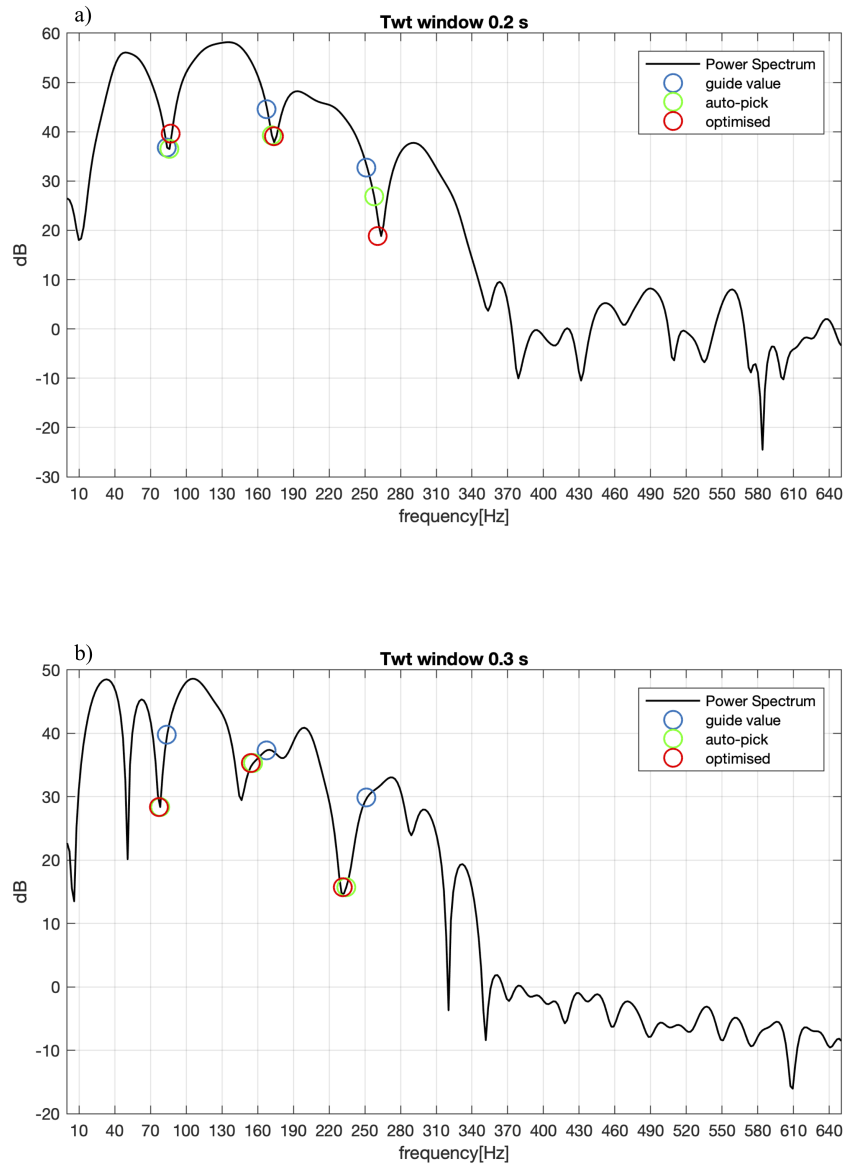 a)
Twt window 0.2 s
60
50
40
30
20
10
0
-10
-20
-30
dB
Power Spectrum
guide value
auto-pick
optimised
10 40 70 100 130 160 190 220 250 280 310 340 370 400 430 460 490 520 550 580 610 640
frequency[Hz]
b)
Twt window 0.3 s
50
40
30
20
10
0
-10
-20
dB
Power Spectrum
guide value
auto-pick
optimised
10 40 70 100 130 160 190 220 250 280 310 340 370 400 430 460 490 520 550 580 610 640
frequency[Hz]